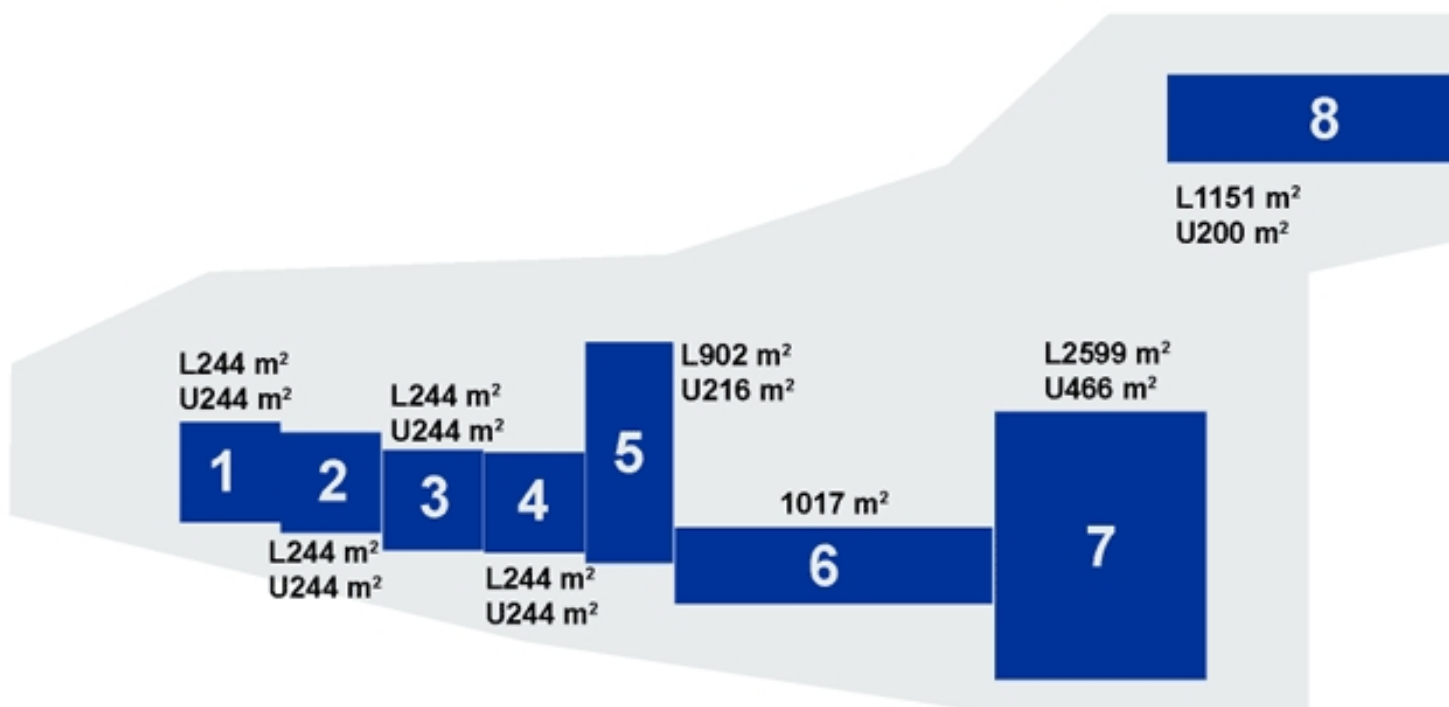 8
L1151 m²
U200 m²
L244 m²
U244 m²
1
2
L244 m²
U244 m²
L244 m²
U244 m²
3
4
L244 m²
U244 m²
5
L902 m²
U216 m²
1017 m²
6
L2599 m²
U466 m²
7